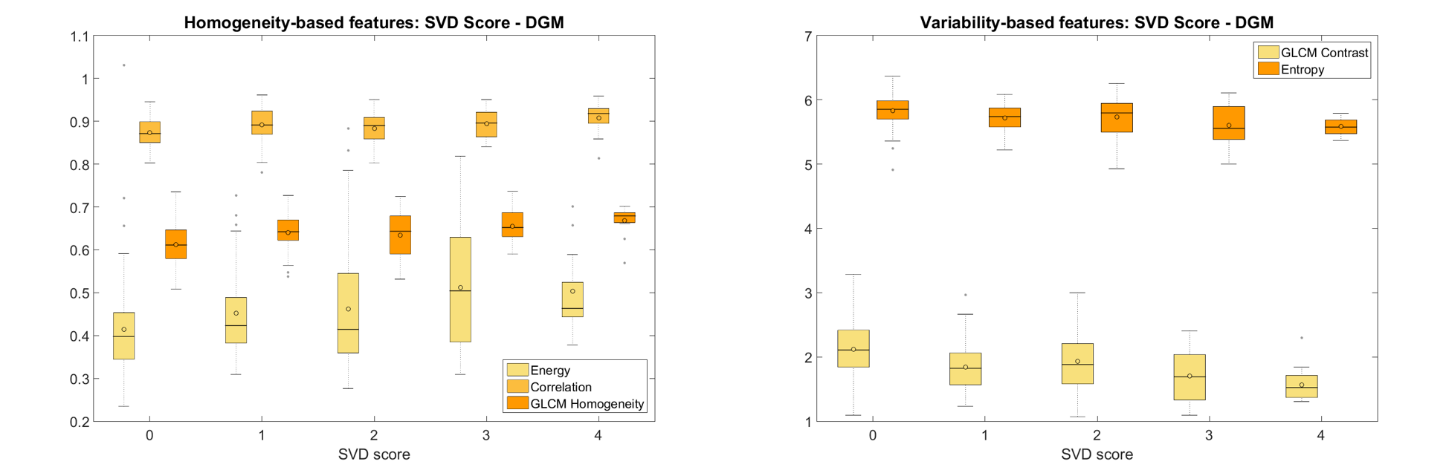 Homogeneity-based features: SVD Score - DGM
1.1
1
0.9
0.8
0.7
0.6
0.5
0.4
0.3
0.2
Energy
Correlation
GLCM Homogeneity
0 1 2 3 4
SVD score
Variability-based features: SVD Score - DGM
7
6
5
4
3
2
1
GLCM Contrast
Entropy
0 1 2 3 4
SVD score